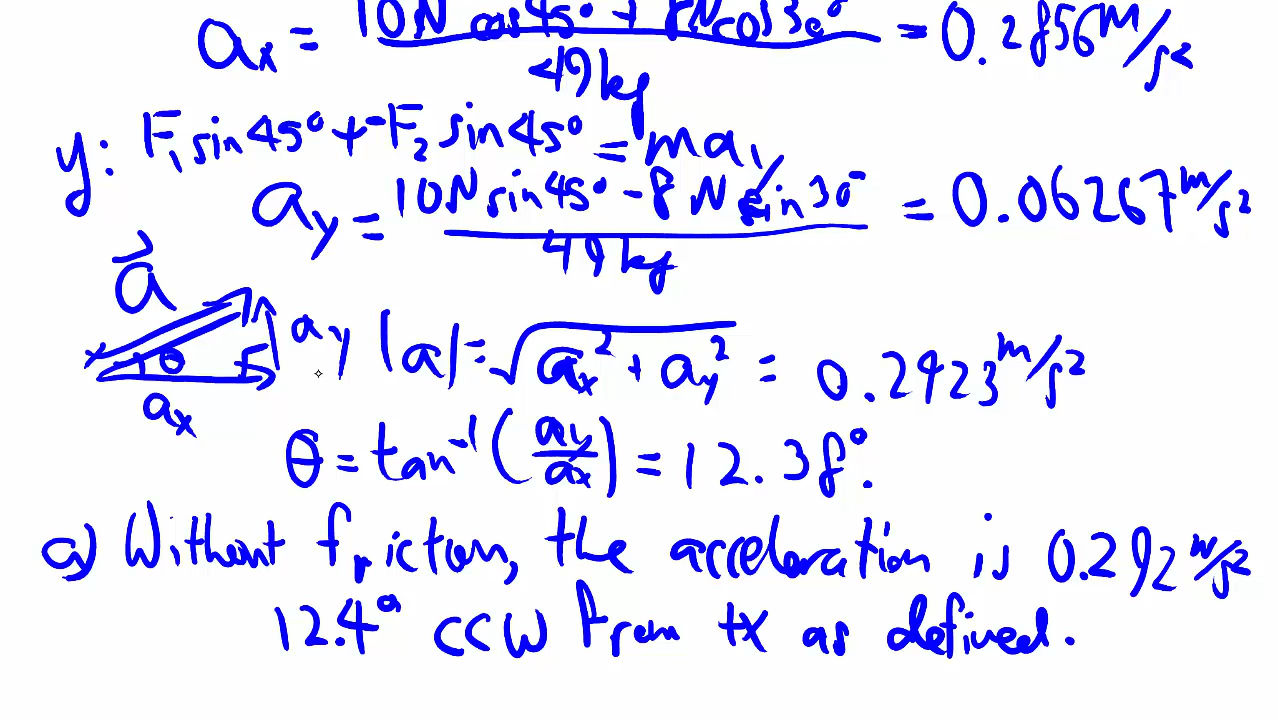 aₓ = (10N cos45° + 8N cos30°) / 49kg = 0.2856 m/s²
y: F₁ sin45° + -F₂ sin45° = ma_y
a_y = (10N sin45° - 8N sin30°) / 49kg = 0.06267 m/s²
a⃗ θ aₓ a_y |a| = √(aₓ² + a_y²) = 0.2923 m/s²
θ = tan⁻¹(a_y/aₓ) = 12.38°.
a) Without friction, the acceleration is 0.292 m/s²
12.4° CCW from +x as defined.